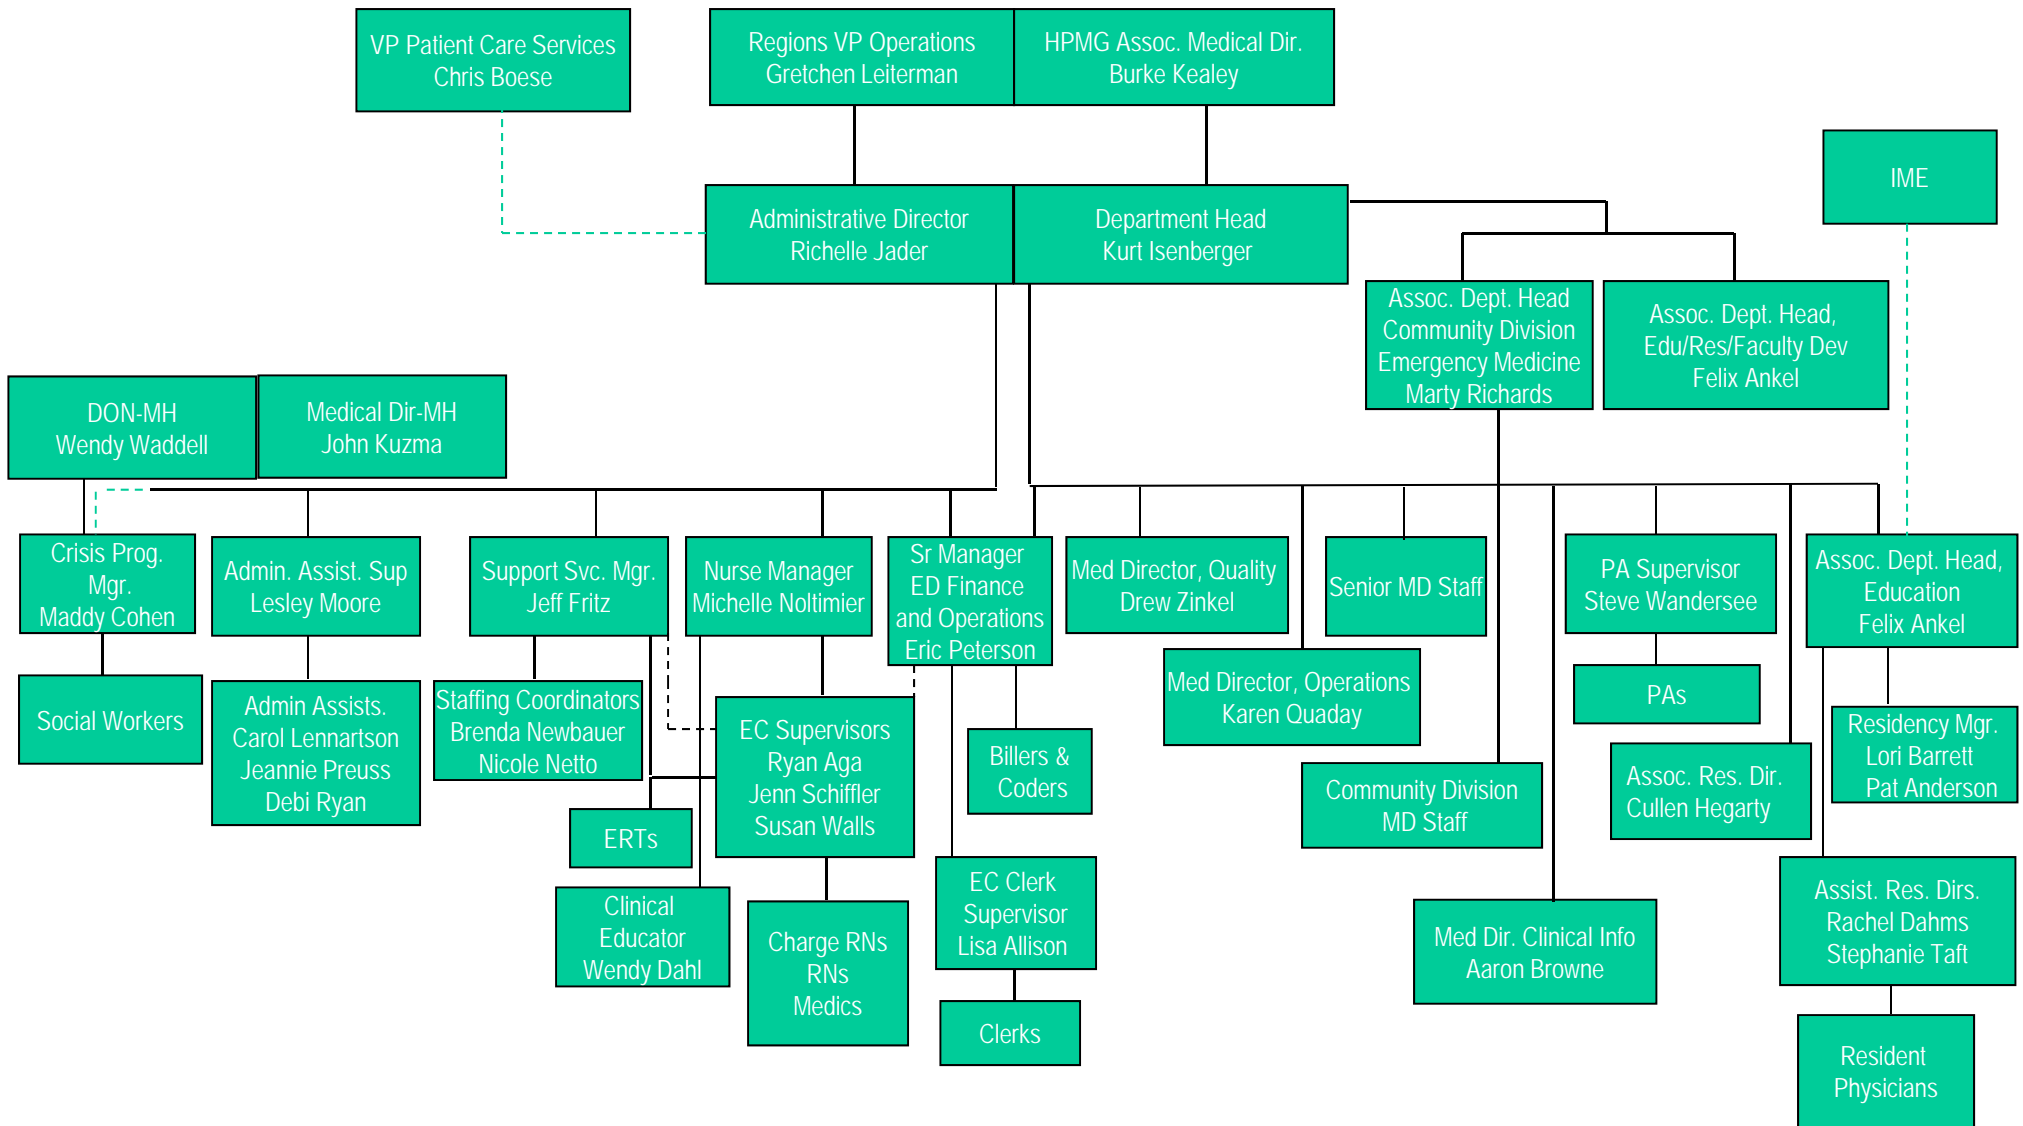 VP Patient Care Services
Chris Boese
Regions VP Operations
Gretchen Leiterman
HPMG Assoc. Medical Dir.
Burke Kealey
IME
Administrative Director
Richelle Jader
Department Head
Kurt Isenberger
Assoc. Dept. Head
Community Division
Emergency Medicine
Marty Richards
Assoc. Dept. Head,
Edu/Res/Faculty Dev
Felix Ankel
DON-MH
Wendy Waddell
Medical Dir-MH
John Kuzma
Crisis Prog.
Mgr.
Maddy Cohen
Admin. Assist. Sup
Lesley Moore
Support Svc. Mgr.
Jeff Fritz
Nurse Manager
Michelle Noltimier
Sr Manager
ED Finance
and Operations
Eric Peterson
Med Director, Quality
Drew Zinkel
Senior MD Staff
PA Supervisor
Steve Wandersee
Assoc. Dept. Head,
Education
Felix Ankel
Social Workers
Admin Assists.
Carol Lennartson
Jeannie Preuss
Debi Ryan
Staffing Coordinators
Brenda Newbauer
Nicole Netto
EC Supervisors
Ryan Aga
Jenn Schiffler
Susan Walls
Billers &
Coders
Med Director, Operations
Karen Quaday
PAs
Residency Mgr.
Lori Barrett
Pat Anderson
Assoc. Res. Dir.
Cullen Hegarty
Community Division
MD Staff
ERTs
Clinical
Educator
Wendy Dahl
Charge RNs
RNs
Medics
EC Clerk
Supervisor
Lisa Allison
Clerks
Med Dir. Clinical Info
Aaron Browne
Assist. Res. Dirs.
Rachel Dahms
Stephanie Taft
Resident
Physicians